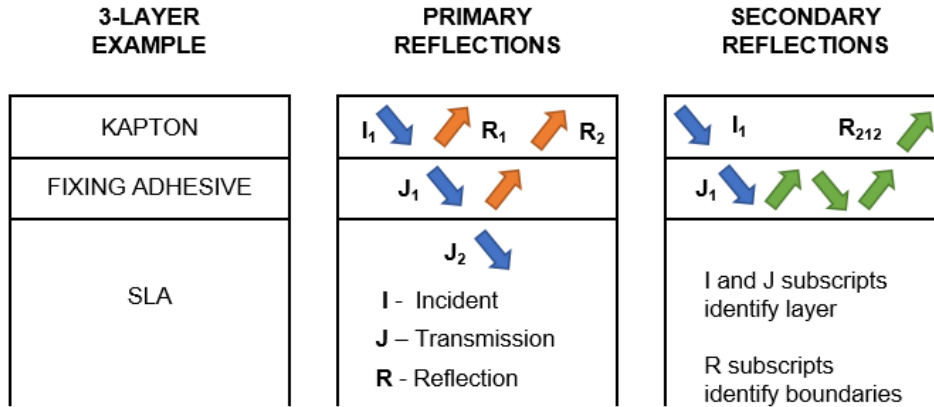 3-LAYER
EXAMPLE
PRIMARY
REFLECTIONS
SECONDARY
REFLECTIONS
KAPTON
FIXING ADHESIVE
SLA
I₁
R₁
R₂
J₁
J₂
I - Incident
J – Transmission
R - Reflection
I₁
R₂₁₂
J₁
I and J subscripts
identify layer
R subscripts
identify boundaries